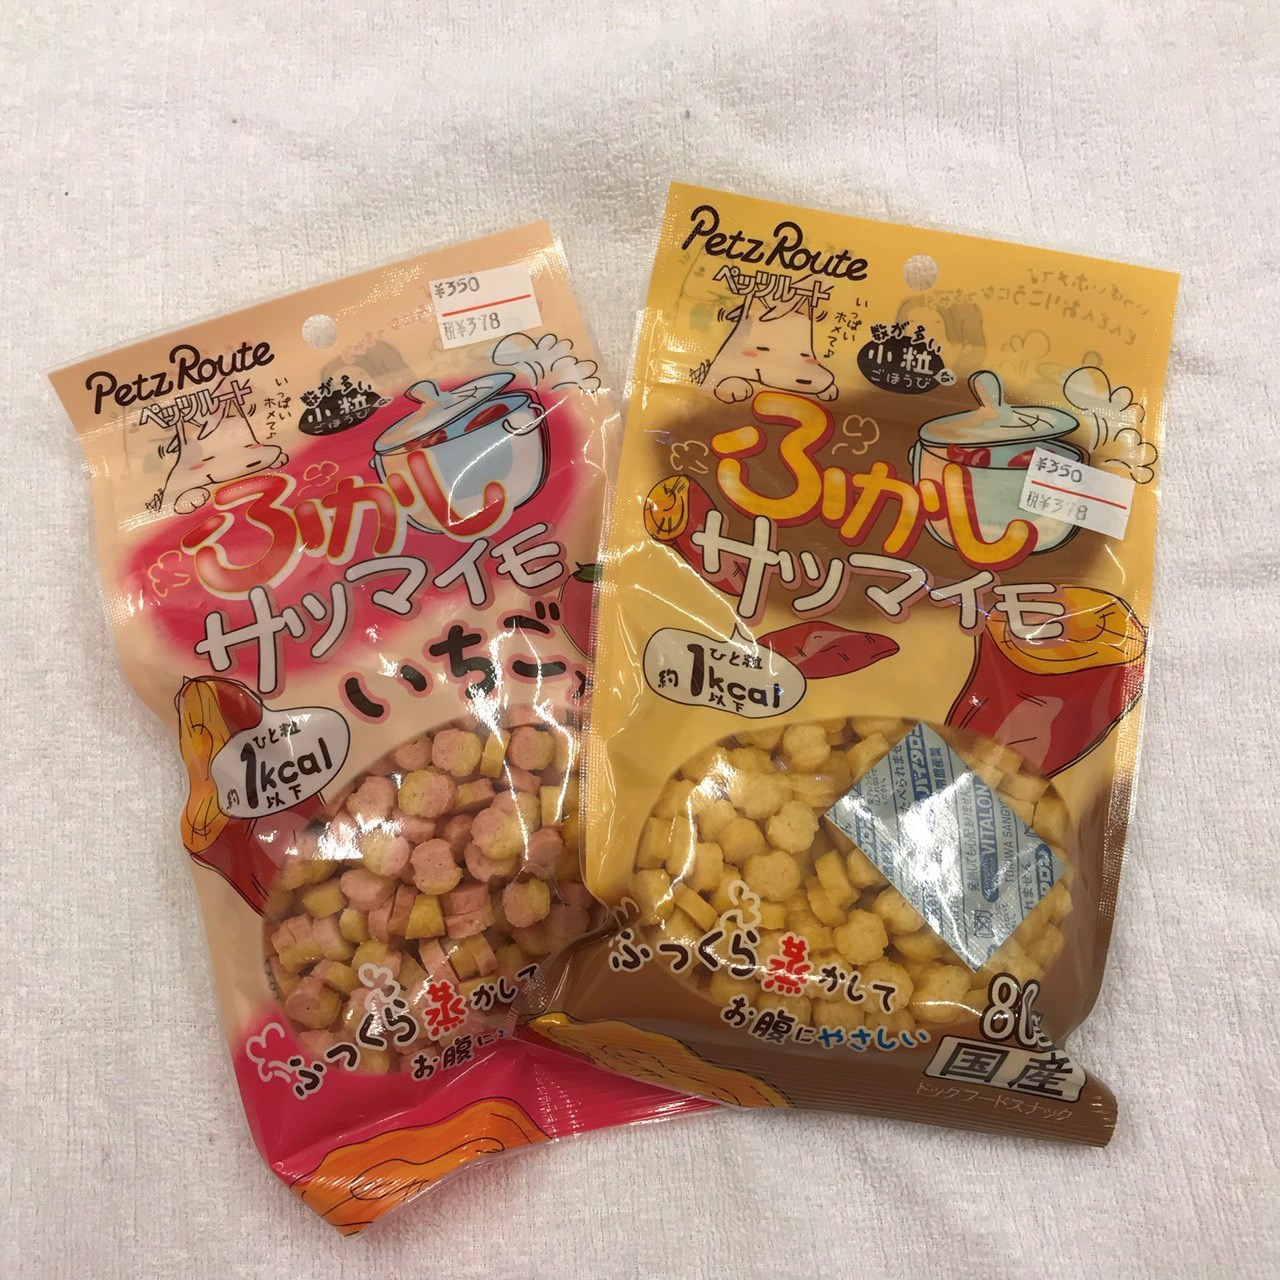 Petz Route
ペッツルート
¥350
税¥378
いっぱい
ホメて♪
数が多い
小粒な
ごほうび
ふかし
サツマイモ
いちご
ひと粒
約1kcal
以下
ふっくら蒸かして
お腹に
Petz Route
ペッツルート
いっぱい
ホメて♪
数が多い
小粒な
ごほうび
¥350
税¥378
ふかし
サツマイモ
ひと粒
約1kcal
以下
VITALON
ふっくら蒸かして
お腹にやさしい
国産
ドッグフードスナック